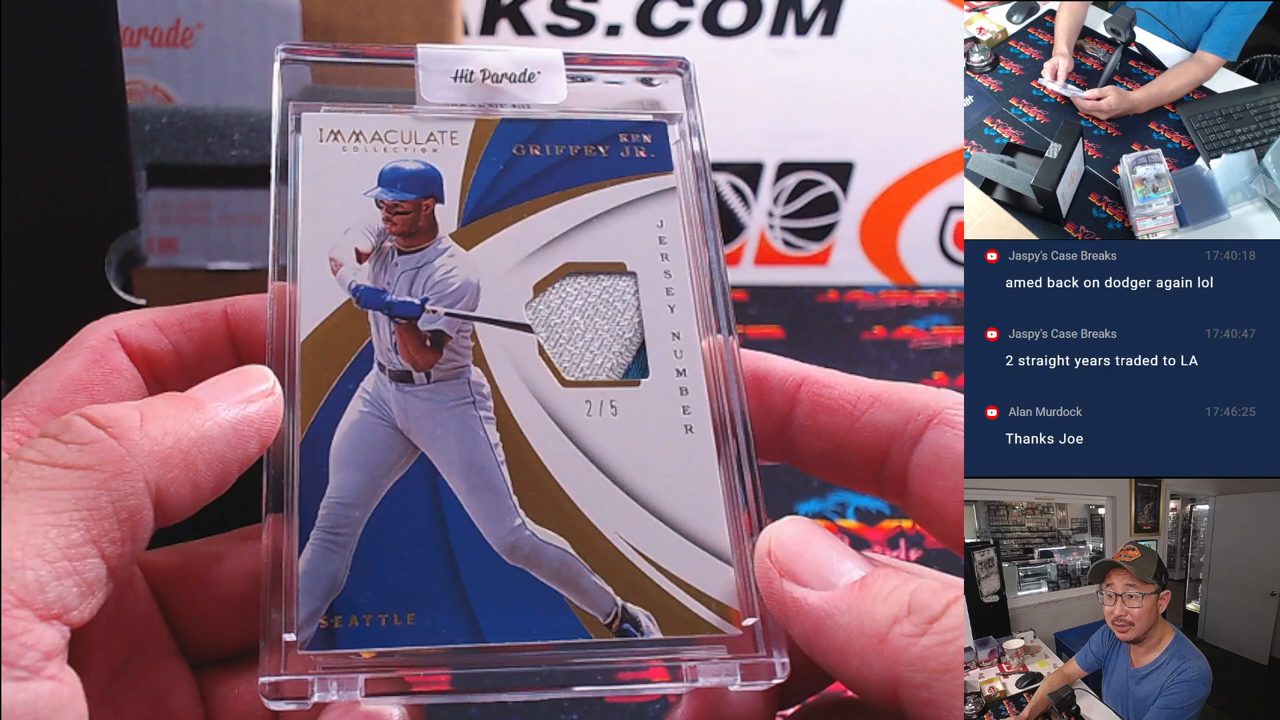 AKS.COM
arade
Hit Parade
IMMACULATE
COLLECTION
KEN
GRIFFEY JR.
JERSEY NUMBER
2/5
SEATTLE
Jaspy's Case Breaks 17:40:18
amed back on dodger again lol
Jaspy's Case Breaks 17:40:47
2 straight years traded to LA
Alan Murdock 17:46:25
Thanks Joe